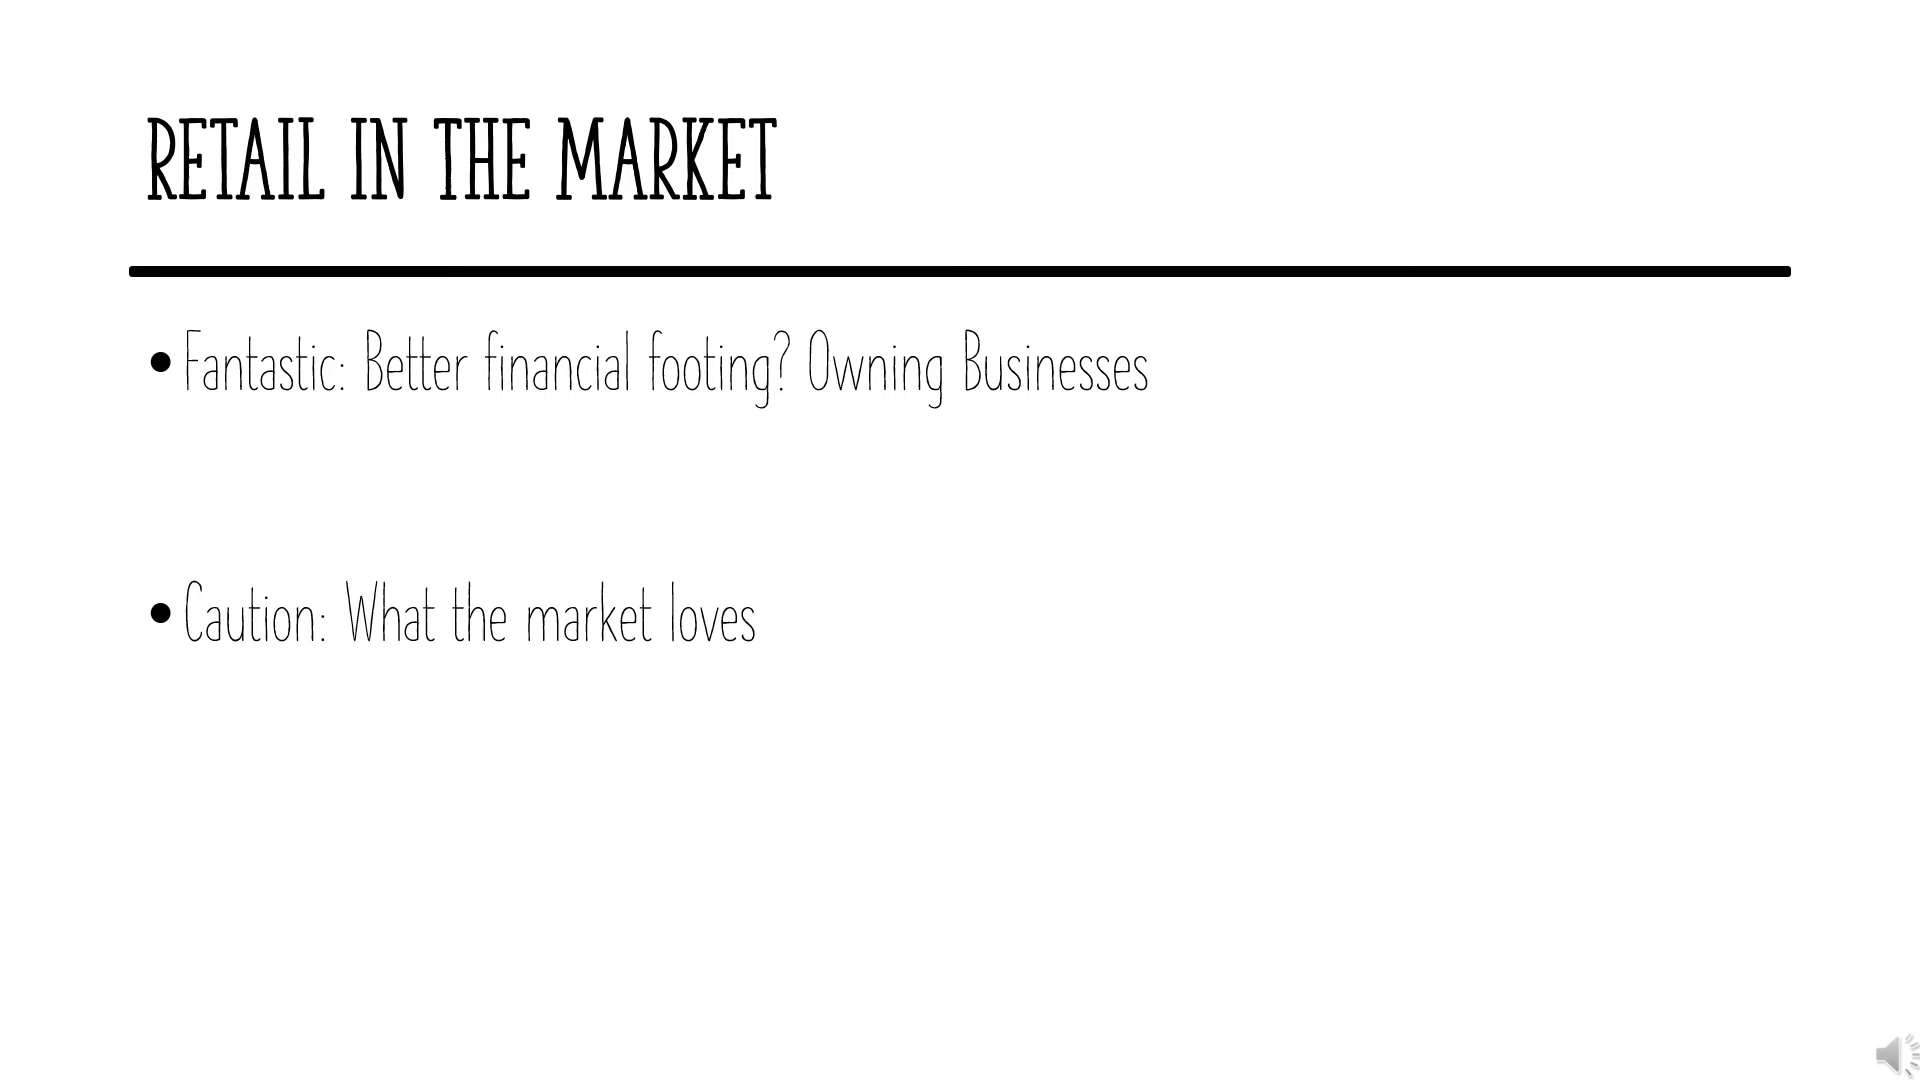 RETAIL IN THE MARKET
• Fantastic: Better financial footing? Owning Businesses
• Caution: What the market loves